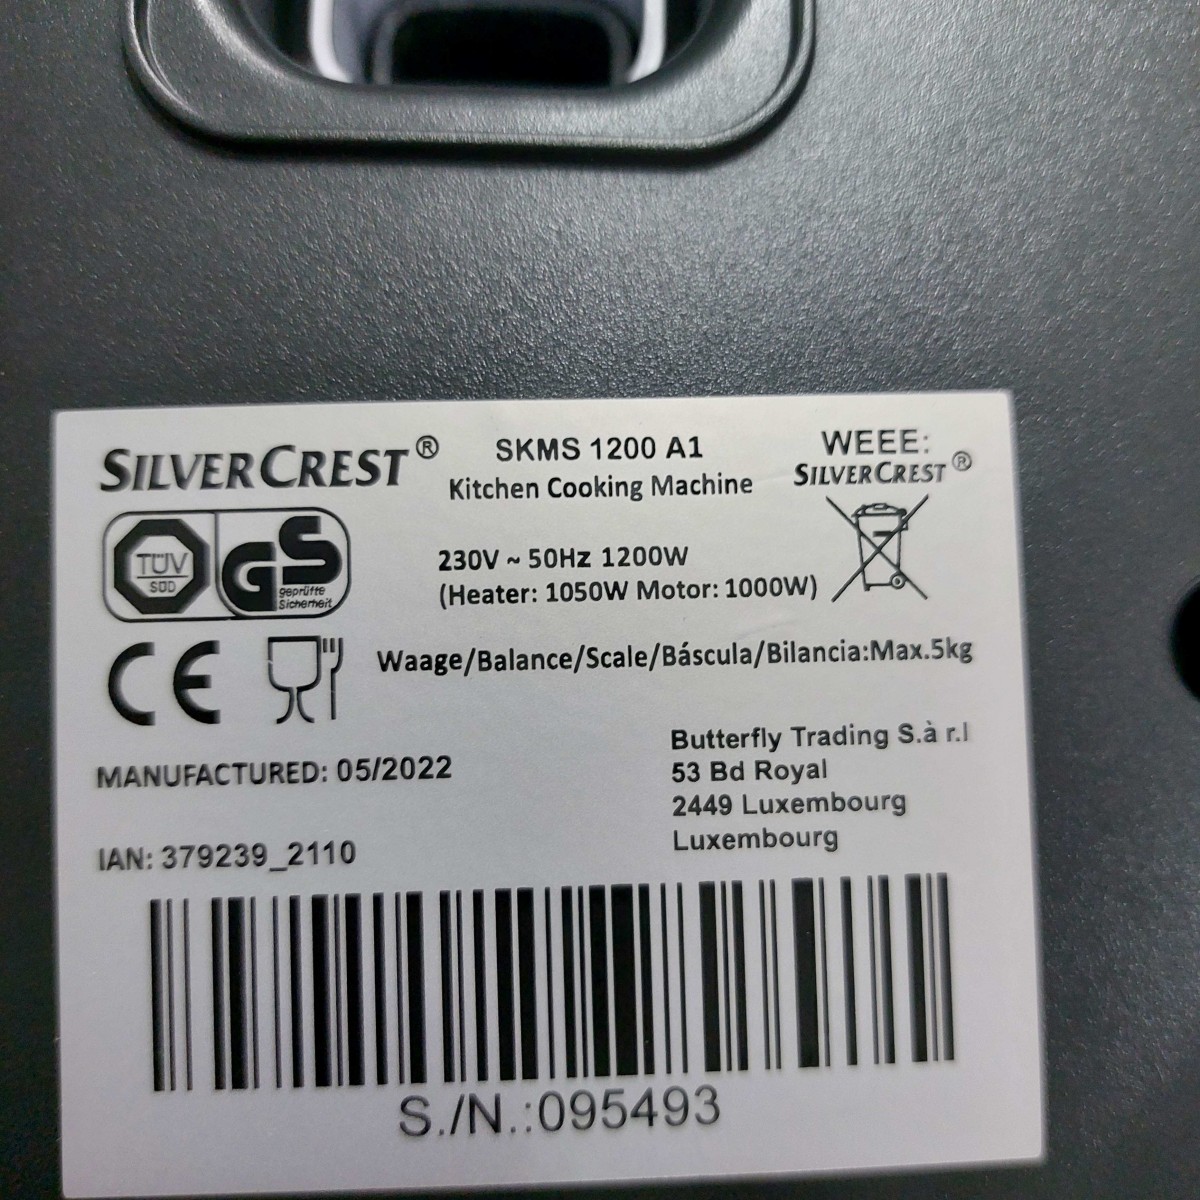 SILVERCREST®
SKMS 1200 A1
Kitchen Cooking Machine
WEEE:
SILVERCREST®
TÜV
SÜD
GS
geprüfte
Sicherheit
230V ~ 50Hz 1200W
(Heater: 1050W Motor: 1000W)
CE
Waage/Balance/Scale/Báscula/Bilancia:Max.5kg
MANUFACTURED: 05/2022
Butterfly Trading S.à r.l
53 Bd Royal
2449 Luxembourg
Luxembourg
IAN: 379239_2110
S./N.:095493